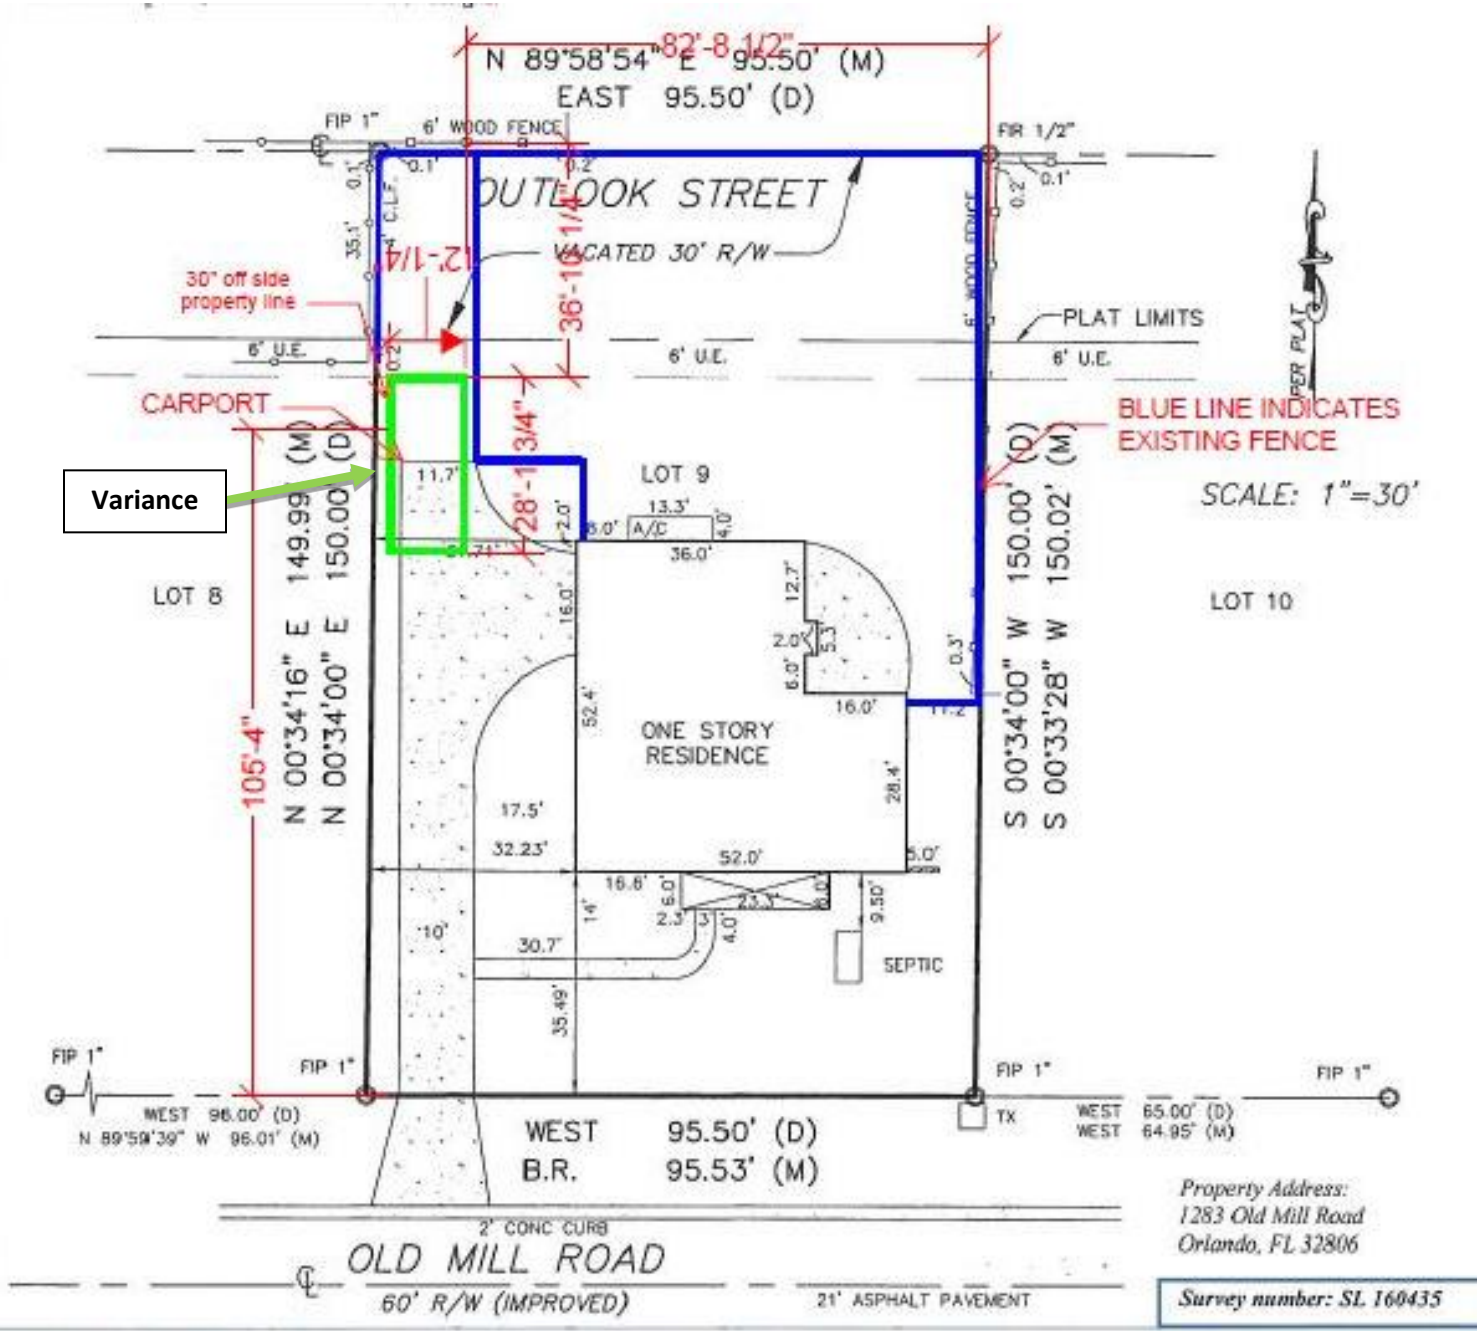 82'-8 1/2"
N 89°58'54" E 95.50' (M)
EAST 95.50' (D)
FIP 1"
6' WOOD FENCE
FIR 1/2"
0.1'
0.2'
0.1'
0.2'
0.1'
OUTLOOK STREET
4' C.L.F.
35.1'
6' WOOD FENCE
VACATED 30' R/W
12'-1/4
36'-10 1/4"
30" off side
property line
PLAT LIMITS
6' U.E.
0.2'
6' U.E.
6' U.E.
PER PLAT
CARPORT
BLUE LINE INDICATES
EXISTING FENCE
28'-13/4"
LOT 9
Variance
11.7'
SCALE: 1"=30'
13.3'
2.0'
8.0'
A/C
4.0'
36.0'
N 00°34'16" E 149.99' (M)
N 00°34'00" E 150.00' (D)
S 00°34'00" W 150.00' (D)
S 00°33'28" W 150.02' (M)
LOT 8
LOT 10
16.0'
12.7'
2.0'
5.3'
6.0'
0.3'
16.0'
11.2'
52.4'
ONE STORY
RESIDENCE
105'-4"
28.4'
17.5'
32.23'
52.0'
5.0'
16.6'
6.0'
23.3'
6.0'
9.50'
14'
2.3'
3'
4.0'
10'
30.7'
SEPTIC
35.49'
FIP 1"
FIP 1"
FIP 1"
FIP 1"
WEST 96.00' (D)
N 89°59'39" W 96.01' (M)
WEST 95.50' (D)
B.R. 95.53' (M)
TX
WEST 65.00' (D)
WEST 64.95' (M)
Property Address:
1283 Old Mill Road
Orlando, FL 32806
2' CONC CURB
OLD MILL ROAD
60' R/W (IMPROVED)
21' ASPHALT PAVEMENT
Survey number: SL 160435